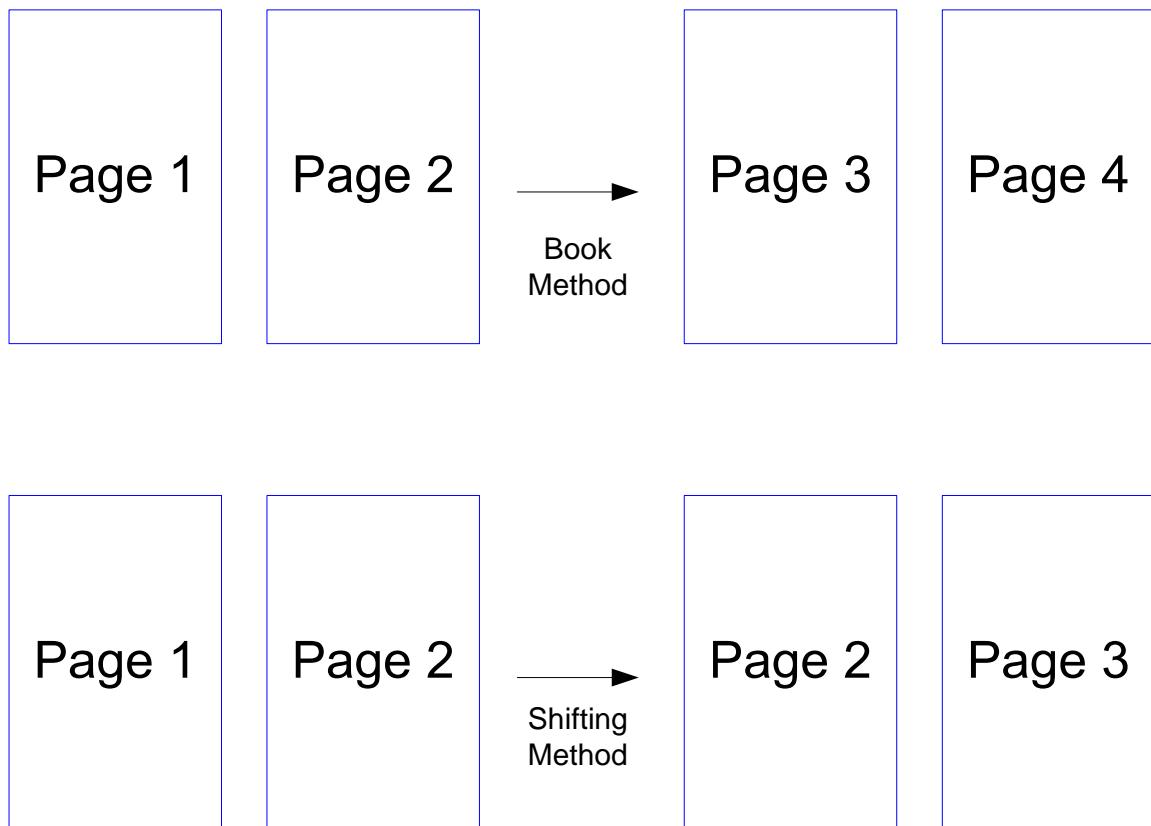 Page 1 Page 2 Page 3 Page 4
Book
Method
Page 1 Page 2 Page 2 Page 3
Shifting
Method